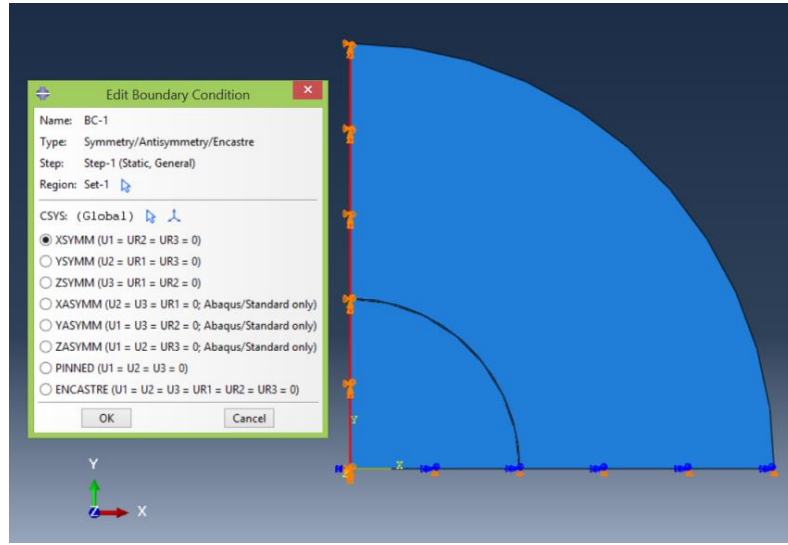 Edit Boundary Condition
Name: BC-1
Type: Symmetry/Antisymmetry/Encastre
Step: Step-1 (Static, General)
Region: Set-1
CSYS: (Global)
XSYMM (U1 = UR2 = UR3 = 0)
YSYMM (U2 = UR1 = UR3 = 0)
ZSYMM (U3 = UR1 = UR2 = 0)
XASYMM (U2 = U3 = UR1 = 0; Abaqus/Standard only)
YASYMM (U1 = U3 = UR2 = 0; Abaqus/Standard only)
ZASYMM (U1 = U2 = UR3 = 0; Abaqus/Standard only)
PINNED (U1 = U2 = U3 = 0)
ENCASTRE (U1 = U2 = U3 = UR1 = UR2 = UR3 = 0)
OK Cancel
Y
X
Y
Z X